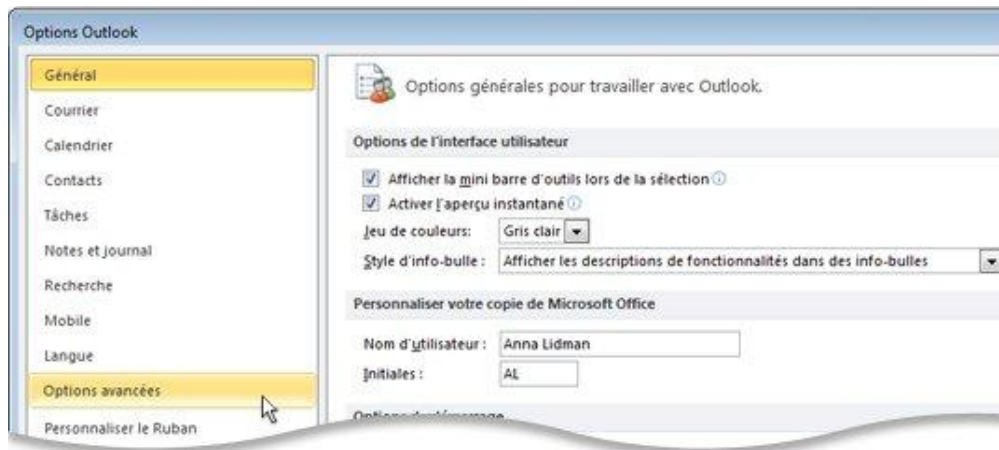 Options Outlook
Général
Courrier
Calendrier
Contacts
Tâches
Notes et journal
Recherche
Mobile
Langue
Options avancées
Personnaliser le Ruban
Options générales pour travailler avec Outlook.
Options de l'interface utilisateur
Afficher la mini barre d'outils lors de la sélection
Activer l'aperçu instantané
Jeu de couleurs: Gris clair
Style d'info-bulle : Afficher les descriptions de fonctionnalités dans des info-bulles
Personnaliser votre copie de Microsoft Office
Nom d'utilisateur : Anna Lidman
Initiales : AL